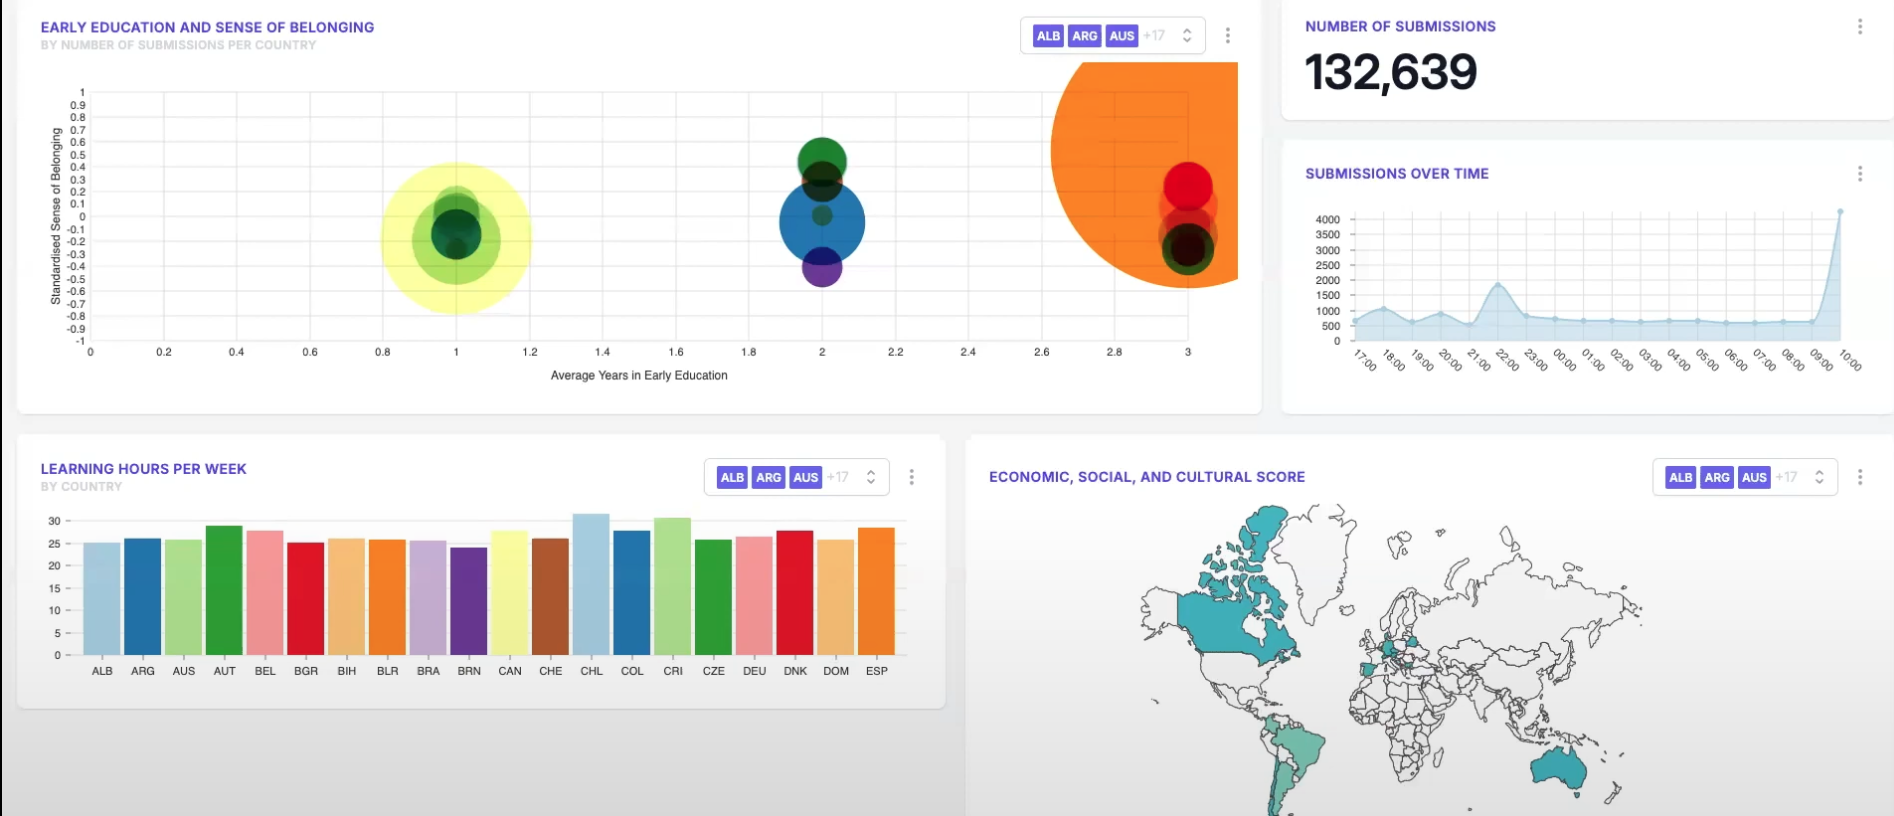 EARLY EDUCATION AND SENSE OF BELONGING
BY NUMBER OF SUBMISSIONS PER COUNTRY
ALB ARG AUS +17
Standardised Sense of Belonging
1
0.9
0.8
0.7
0.6
0.5
0.4
0.3
0.2
0.1
0
-0.1
-0.2
-0.3
-0.4
-0.5
-0.6
-0.7
-0.8
-0.9
-1
0 0.2 0.4 0.6 0.8 1 1.2 1.4 1.6 1.8 2 2.2 2.4 2.6 2.8 3
Average Years in Early Education
NUMBER OF SUBMISSIONS
132,639
SUBMISSIONS OVER TIME
4000
3500
3000
2500
2000
1500
1000
500
0
17:00 18:00 19:00 20:00 21:00 22:00 23:00 00:00 01:00 02:00 03:00 04:00 05:00 06:00 07:00 08:00 09:00 10:00
LEARNING HOURS PER WEEK
BY COUNTRY
ALB ARG AUS +17
30
25
20
15
10
5
0
ALB ARG AUS AUT BEL BGR BIH BLR BRA BRN CAN CHE CHL COL CRI CZE DEU DNK DOM ESP
ECONOMIC, SOCIAL, AND CULTURAL SCORE
ALB ARG AUS +17